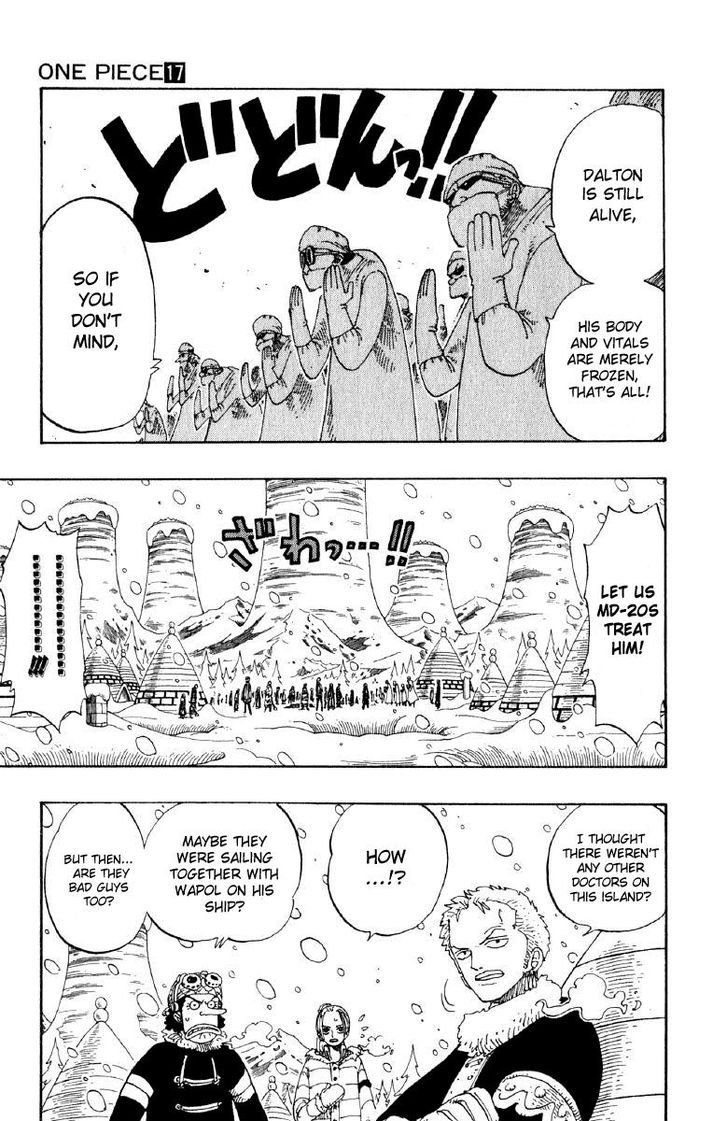 ONE PIECE 17
どどんっ!!
DALTON
IS STILL
ALIVE,
HIS BODY
AND VITALS
ARE MERELY
FROZEN,
THAT'S ALL!
SO IF
YOU
DON'T
MIND,
LET US
MD-20S
TREAT
HIM!
ざわっ…!!
I THOUGHT
THERE WEREN'T
ANY OTHER
DOCTORS ON
THIS ISLAND?
HOW
...!?
MAYBE THEY
WERE SAILING
TOGETHER WITH
WAPOL ON HIS
SHIP?
BUT THEN...
ARE THEY
BAD GUYS
TOO?